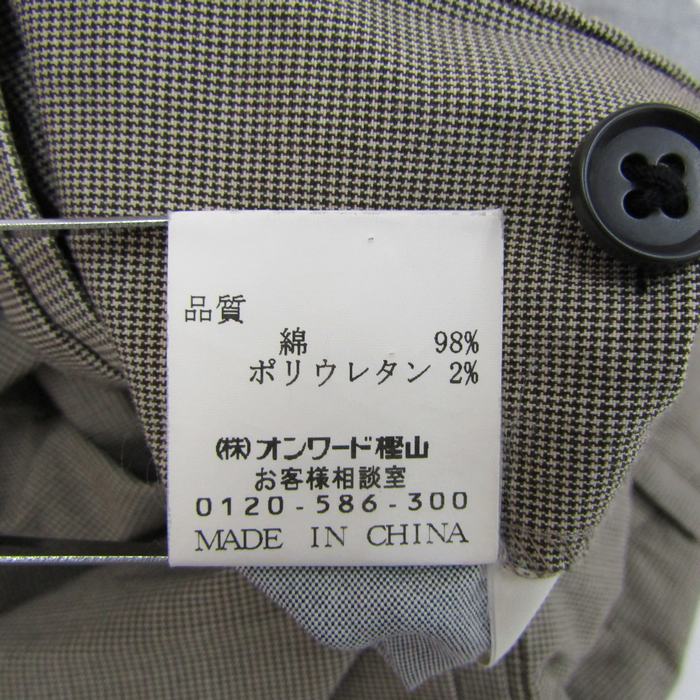 品質
綿 98%
ポリウレタン 2%
(株)オンワード樫山
お客様相談室
0120-586-300
MADE IN CHINA